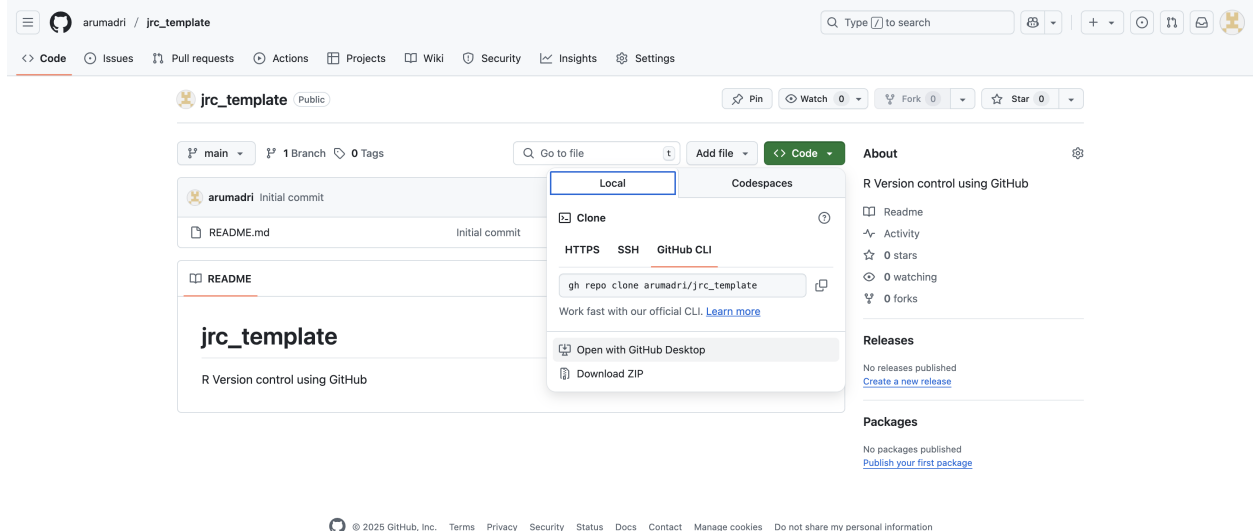 arumadri / jrc_template
Type / to search
Code Issues Pull requests Actions Projects Wiki Security Insights Settings
jrc_template Public
Pin Watch 0 Fork 0 Star 0
main 1 Branch 0 Tags
Go to file t Add file Code
arumadri Initial commit
README.md Initial commit
README
jrc_template
R Version control using GitHub
Local Codespaces
Clone
HTTPS SSH GitHub CLI
gh repo clone arumadri/jrc_template
Work fast with our official CLI. Learn more
Open with GitHub Desktop
Download ZIP
About
R Version control using GitHub
Readme
Activity
0 stars
0 watching
0 forks
Releases
No releases published
Create a new release
Packages
No packages published
Publish your first package
© 2025 GitHub, Inc. Terms Privacy Security Status Docs Contact Manage cookies Do not share my personal information